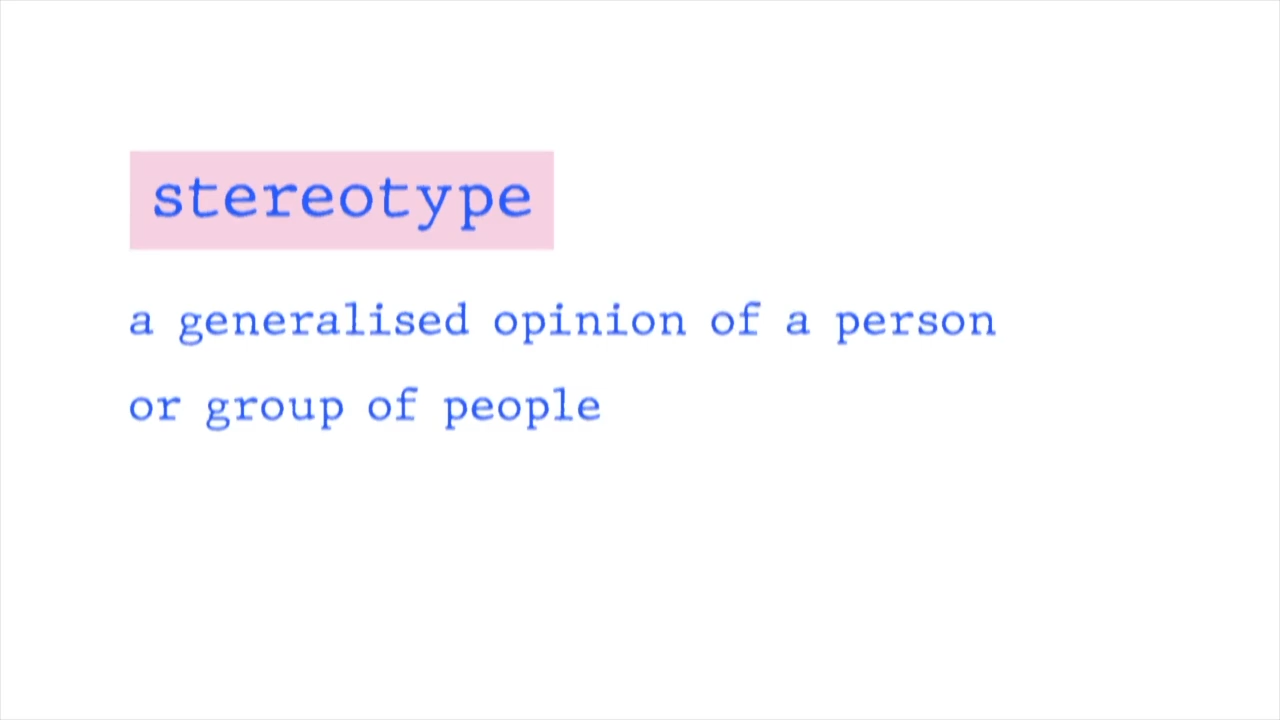 stereotype
a generalised opinion of a person
or group of people